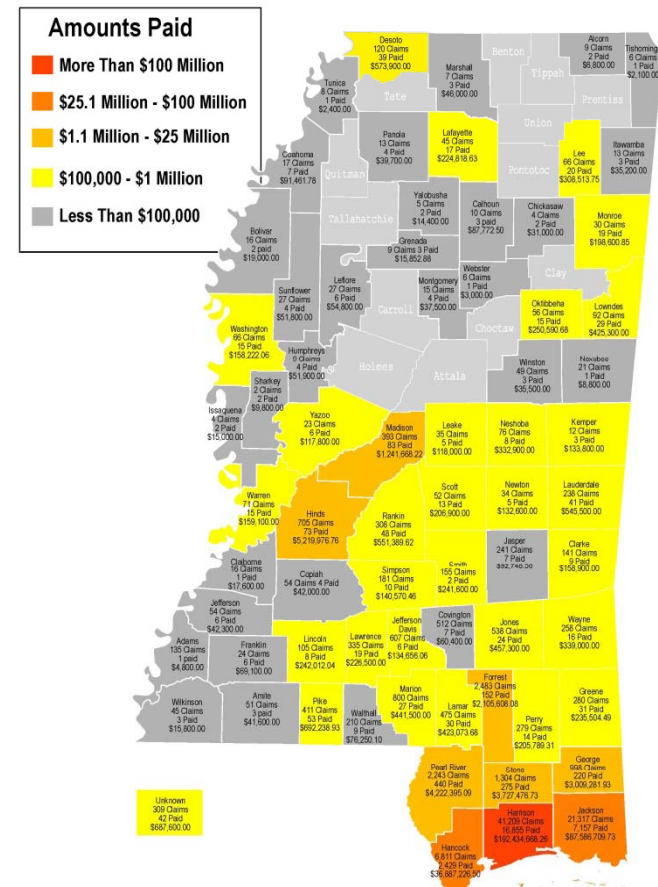 Amounts Paid
More Than $100 Million
$25.1 Million - $100 Million
$1.1 Million - $25 Million
$100,000 - $1 Million
Less Than $100,000
Desoto
120 Claims
39 Paid
$573,900.00
Marshall
7 Claims
3 Paid
$46,000.00
Benton
Tippah
Alcorn
9 Claims
2 Paid
$6,800.00
Tishomingo
6 Claims
1 Paid
$2,100.00
Tunica
8 Claims
1 Paid
$2,400.00
Tate
Prentiss
Union
Panola
13 Claims
4 Paid
$39,700.00
Lafayette
45 Claims
17 Paid
$224,818.63
Lee
66 Claims
20 Paid
$308,513.75
Itawamba
13 Claims
3 Paid
$35,200.00
Coahoma
17 Claims
7 Paid
$91,461.78
Quitman
Pontotoc
Yalobusha
5 Claims
2 Paid
$14,400.00
Calhoun
10 Claims
3 paid
$87,772.50
Chickasaw
4 Claims
2 Paid
$31,000.00
Monroe
30 Claims
19 Paid
$198,600.85
Tallahatchie
Bolivar
16 Claims
2 paid
$19,000.00
Grenada
9 Claims 3 Paid
$15,852.88
Clay
Sunflower
27 Claims
4 Paid
$51,800.00
Leflore
27 Claims
6 Paid
$54,800.00
Montgomery
15 Claims
4 Paid
$37,500.00
Webster
6 Claims
1 Paid
$3,000.00
Carroll
Choctaw
Oktibbeha
56 Claims
15 Paid
$250,590.68
Lowndes
92 Claims
29 Paid
$425,300.00
Washington
66 Claims
15 Paid
$158,222.06
Humphreys
Claims
4 Paid
$51,900.00
Holmes
Attala
Winston
49 Claims
3 Paid
$35,500.00
Noxubee
21 Claims
1 Paid
$8,800.00
Sharkey
2 Claims
2 Paid
$9,800.00
Issaquena
4 Claims
2 Paid
$15,000.00
Yazoo
23 Claims
6 Paid
$117,800.00
Madison
393 Claims
83 Paid
$1,241,668.22
Leake
35 Claims
5 Paid
$118,000.00
Neshoba
76 Claims
8 Paid
$332,900.00
Kemper
12 Claims
3 Paid
$133,800.00
Warren
71 Claims
15 Paid
$159,100.00
Hinds
705 Claims
73 Paid
$5,219,976.76
Rankin
308 Claims
48 Paid
$551,389.62
Scott
52 Claims
13 Paid
$206,900.00
Newton
34 Claims
5 Paid
$132,600.00
Lauderdale
238 Claims
41 Paid
$545,500.00
Claiborne
16 Claims
1 Paid
$17,600.00
Copiah
54 Claims 4 Paid
$42,000.00
Simpson
181 Claims
10 Paid
$140,570.46
Smith
155 Claims
2 Paid
$241,600.00
Jasper
241 Claims
7 Paid
Clarke
141 Claims
9 Paid
$158,900.00
Jefferson
54 Claims
6 Paid
$42,300.00
Adams
135 Claims
1 paid
$4,800.00
Franklin
24 Claims
6 Paid
$69,100.00
Lincoln
105 Claims
8 Paid
$242,012.04
Lawrence
335 Claims
19 Paid
$226,500.00
Jefferson
Davis
607 Claims
6 Paid
$134,656.06
Covington
512 Claims
7 Paid
$60,400.00
Jones
538 Claims
24 Paid
$457,300.00
Wayne
258 Claims
16 Paid
$339,000.00
Wilkinson
45 Claims
3 Paid
$15,800.00
Amite
51 Claims
3 paid
$41,600.00
Pike
411 Claims
53 Paid
$692,238.93
Walthall
210 Claims
9 Paid
$76,250.10
Marion
800 Claims
27 Paid
$441,500.00
Lamar
475 Claims
30 Paid
$423,073.68
Forrest
2,483 Claims
152 Paid
$2,105,608.08
Perry
279 Claims
14 Paid
$205,789.31
Greene
280 Claims
31 Paid
$235,504.49
Pearl River
2,243 Claims
440 Paid
$4,222,395.09
Stone
1,304 Claims
275 Paid
$3,727,476.73
George
998 Claims
220 Paid
$3,009,281.93
Unknown
309 Claims
42 Paid
$687,600.00
Hancock
6,811 Claims
2,429 Paid
$36,687,226.50
Harrison
41,209 Claims
16,855 Paid
$192,434,668.26
Jackson
21,317 Claims
7,157 Paid
$87,586,709.73